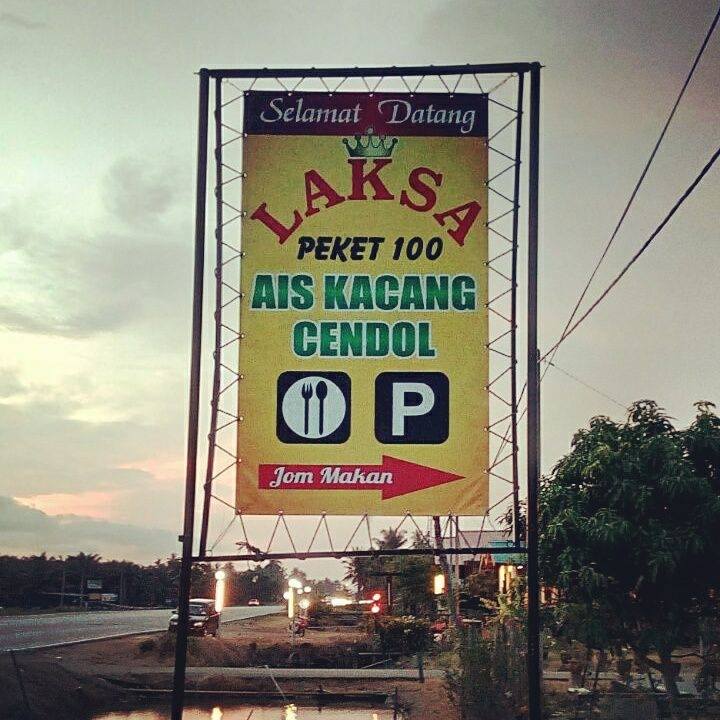 Selamat Datang
LAKSA
PEKET 100
AIS KACANG
CENDOL
P
Jom Makan